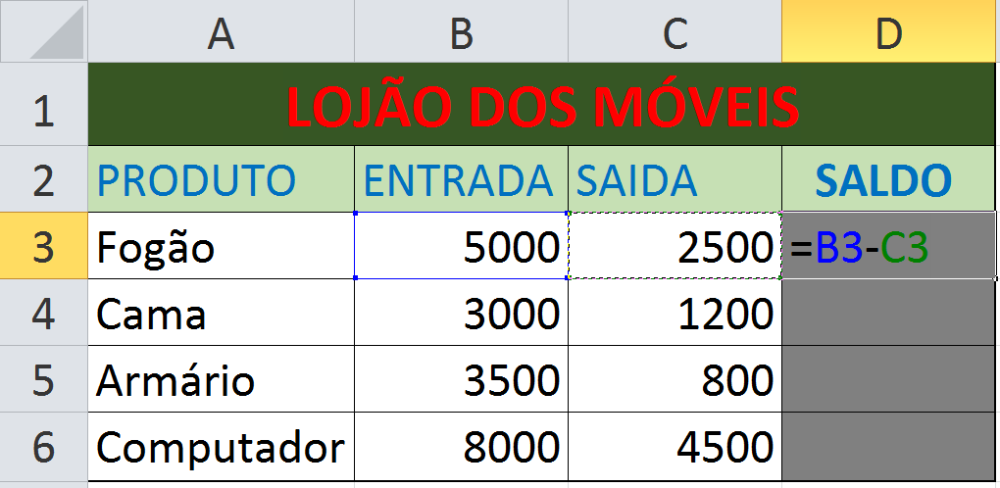 A B C D
1 LOJÃO DOS MÓVEIS
2 PRODUTO ENTRADA SAIDA SALDO
3 Fogão 5000 2500 =B3-C3
4 Cama 3000 1200
5 Armário 3500 800
6 Computador 8000 4500